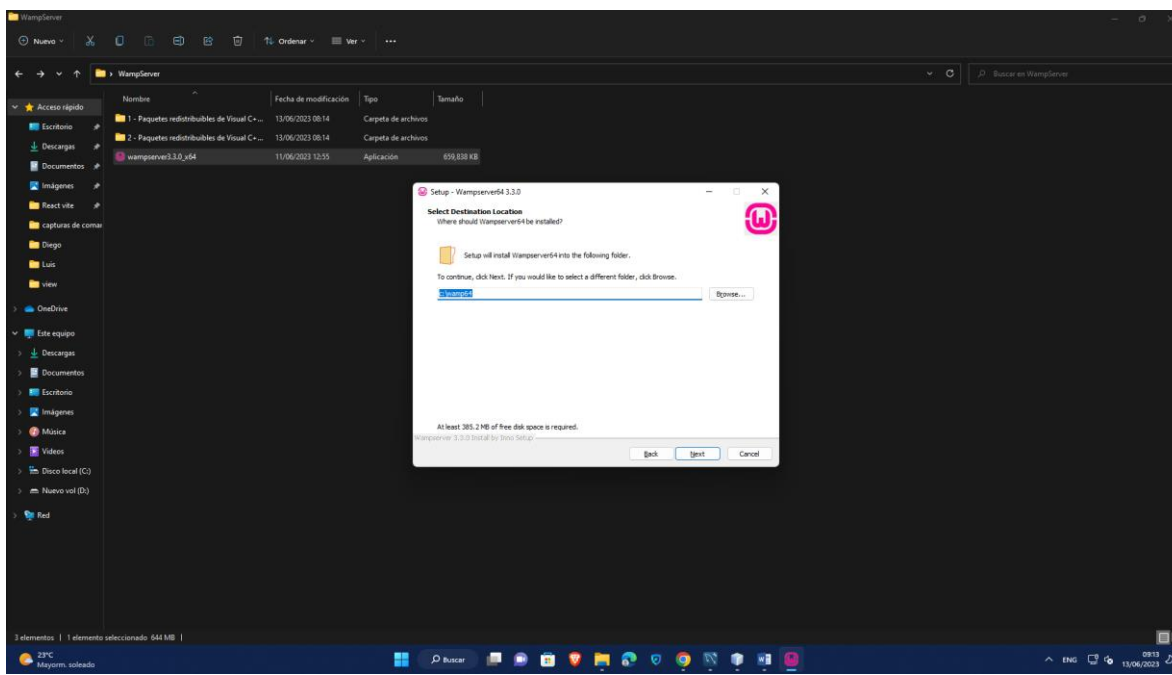 WampServer
Nuevo
Ordenar
Ver
WampServer
Buscar en WampServer
Nombre
Fecha de modificación
Tipo
Tamaño
1 - Paquetes redistribuibles de Visual C+...
13/06/2023 08:14
Carpeta de archivos
2 - Paquetes redistribuibles de Visual C+...
13/06/2023 08:14
Carpeta de archivos
wampserver3.3.0_x64
11/06/2023 12:55
Aplicación
659,838 KB
Acceso rápido
Escritorio
Descargas
Documentos
Imágenes
React vite
capturas de comar
Diego
Luis
view
OneDrive
Este equipo
Descargas
Documentos
Escritorio
Imágenes
Música
Videos
Disco local (C:)
Nuevo vol (D:)
Red
Setup - Wampserver64 3.3.0
Select Destination Location
Where should Wampserver64 be installed?
Setup will install Wampserver64 into the following folder.
To continue, click Next. If you would like to select a different folder, click Browse.
c:\wamp64
Browse...
At least 385.2 MB of free disk space is required.
Wampserver 3.3.0 Install by Inno Setup
Back
Next
Cancel
3 elementos
1 elemento seleccionado 644 MB
23°C
Mayorm. soleado
Buscar
ENG
09:13
13/06/2023